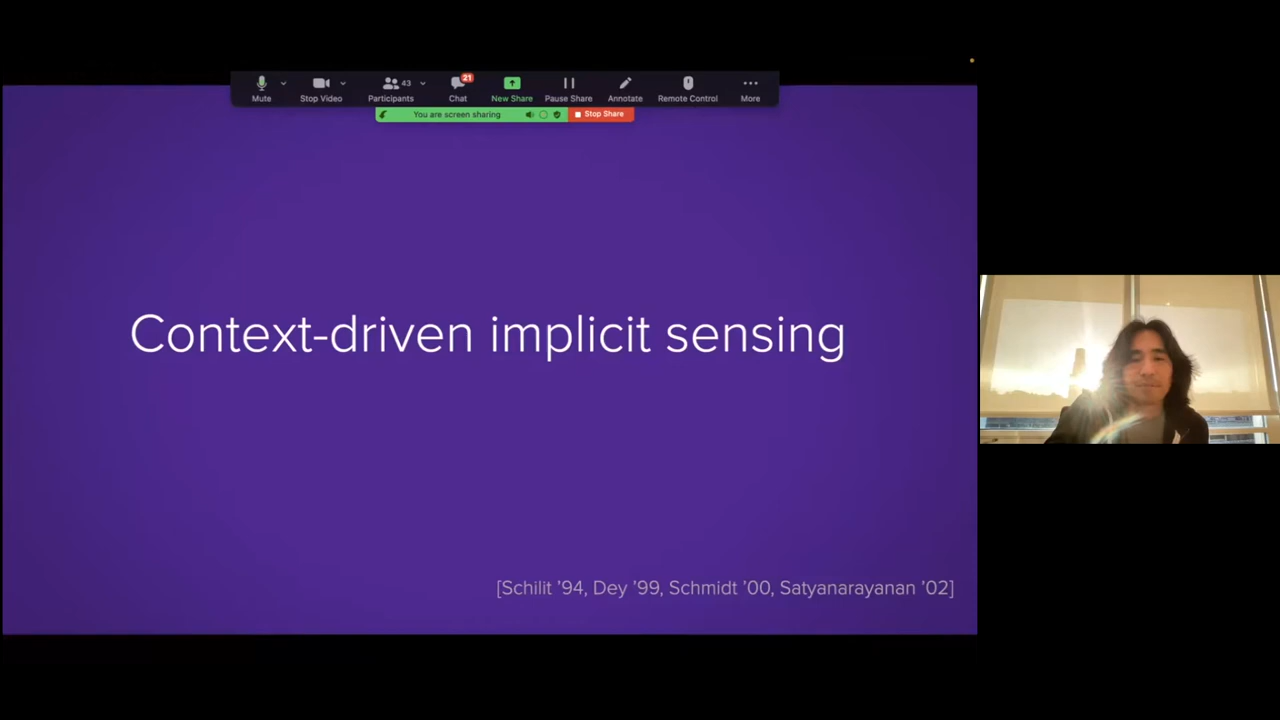 Mute
Stop Video
43
Participants
21
Chat
New Share
Pause Share
Annotate
Remote Control
More
You are screen sharing
Stop Share
Context-driven implicit sensing
[Schilit '94, Dey '99, Schmidt '00, Satyanarayanan '02]